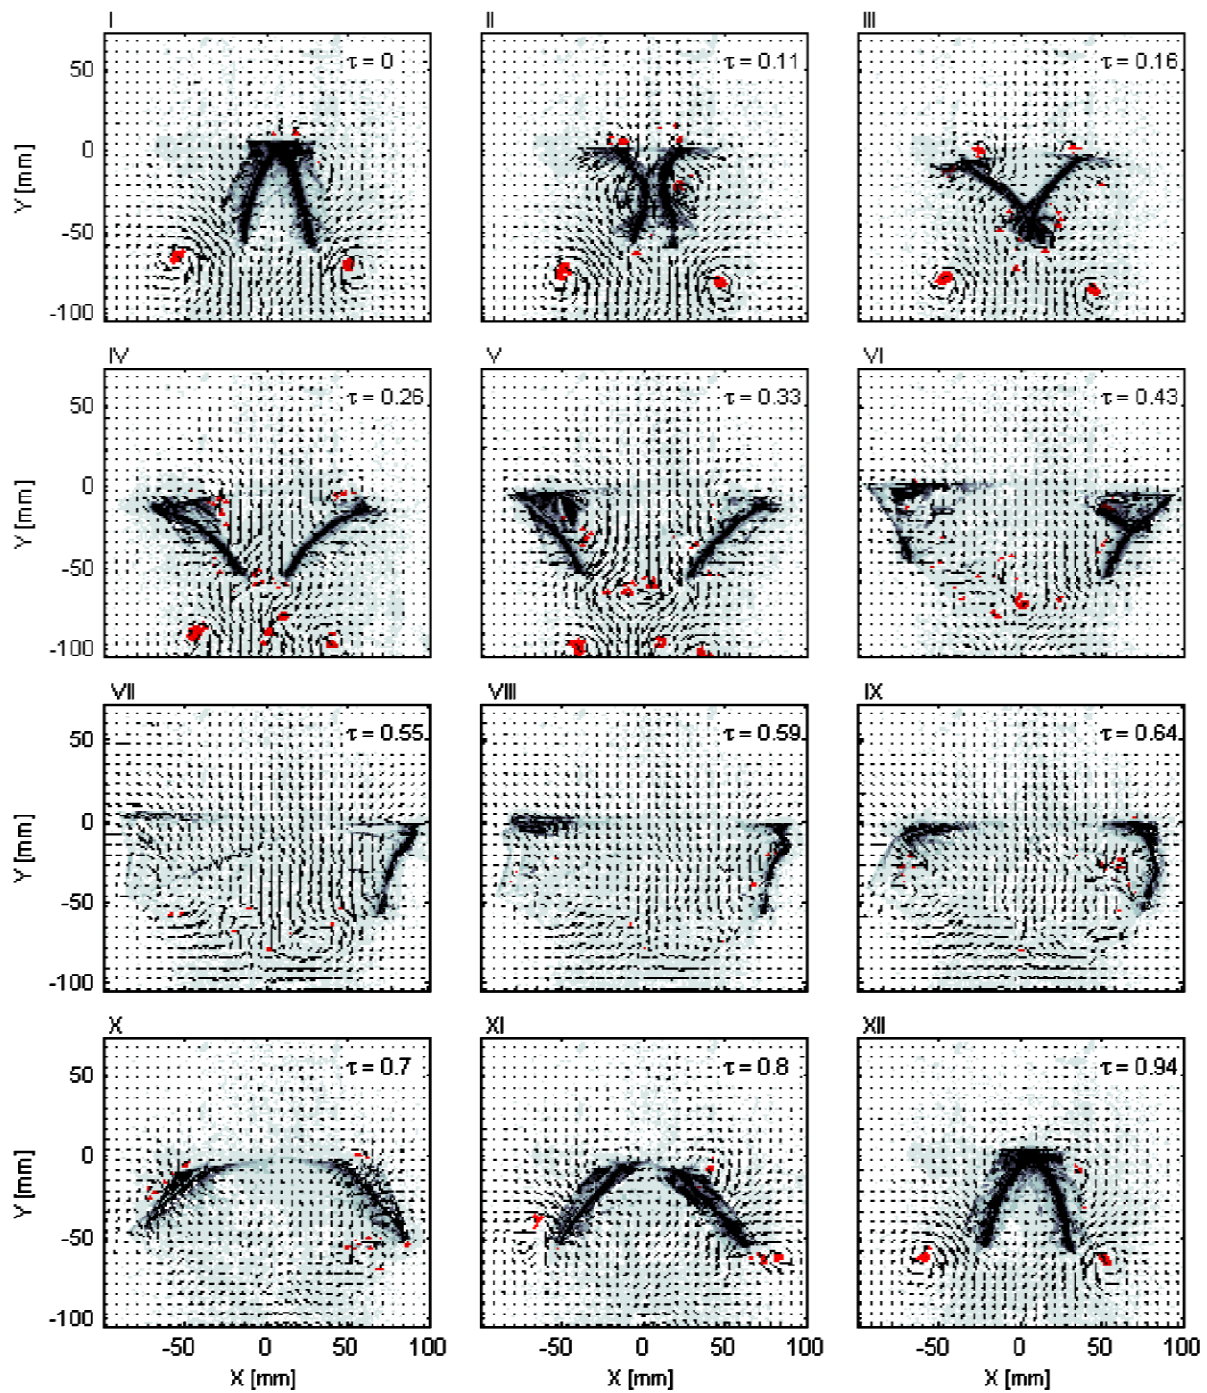 I II III
τ = 0 τ = 0.11 τ = 0.16
50
0
-50
-100
Y [mm]
IV V VI
τ = 0.26 τ = 0.33 τ = 0.43
50
0
-50
-100
Y [mm]
VII VIII IX
τ = 0.55 τ = 0.59 τ = 0.64
50
0
-50
-100
Y [mm]
X XI XII
τ = 0.7 τ = 0.8 τ = 0.94
50
0
-50
-100
Y [mm]
-50 0 50 100 -50 0 50 100 -50 0 50 100
X [mm] X [mm] X [mm]